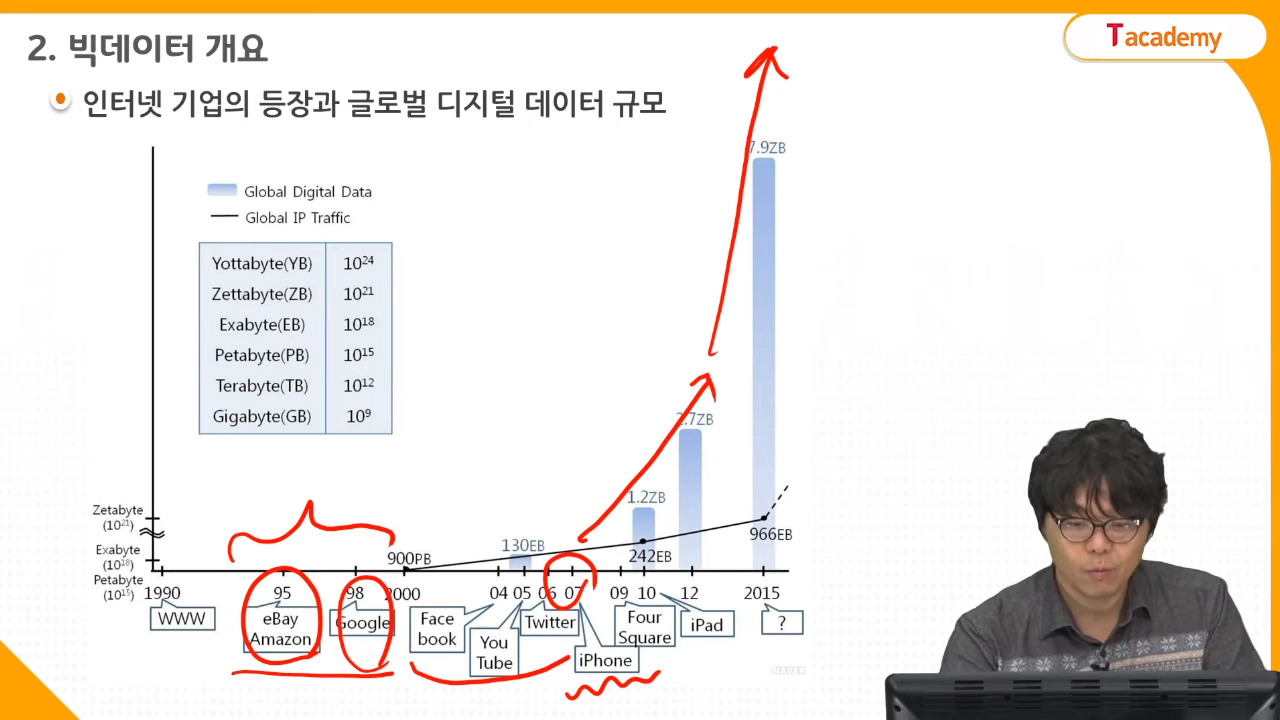 2. 빅데이터 개요
Tacademy
인터넷 기업의 등장과 글로벌 디지털 데이터 규모
7.9ZB
Global Digital Data
Global IP Traffic
Yottabyte(YB) 10²⁴
Zettabyte(ZB) 10²¹
Exabyte(EB) 10¹⁸
Petabyte(PB) 10¹⁵
Terabyte(TB) 10¹²
Gigabyte(GB) 10⁹
2.7ZB
1.2ZB
Zetabyte
(10²¹)
966EB
130EB
Exabyte
(10¹⁸)
900PB
242EB
Petabyte
(10¹⁵)
1990 95 98 2000 04 05 06 07 09 10 12 2015
WWW
eBay
Amazon
Google
Face
book
You
Tube
Twitter
iPhone
Four
Square
iPad
?
NAVER